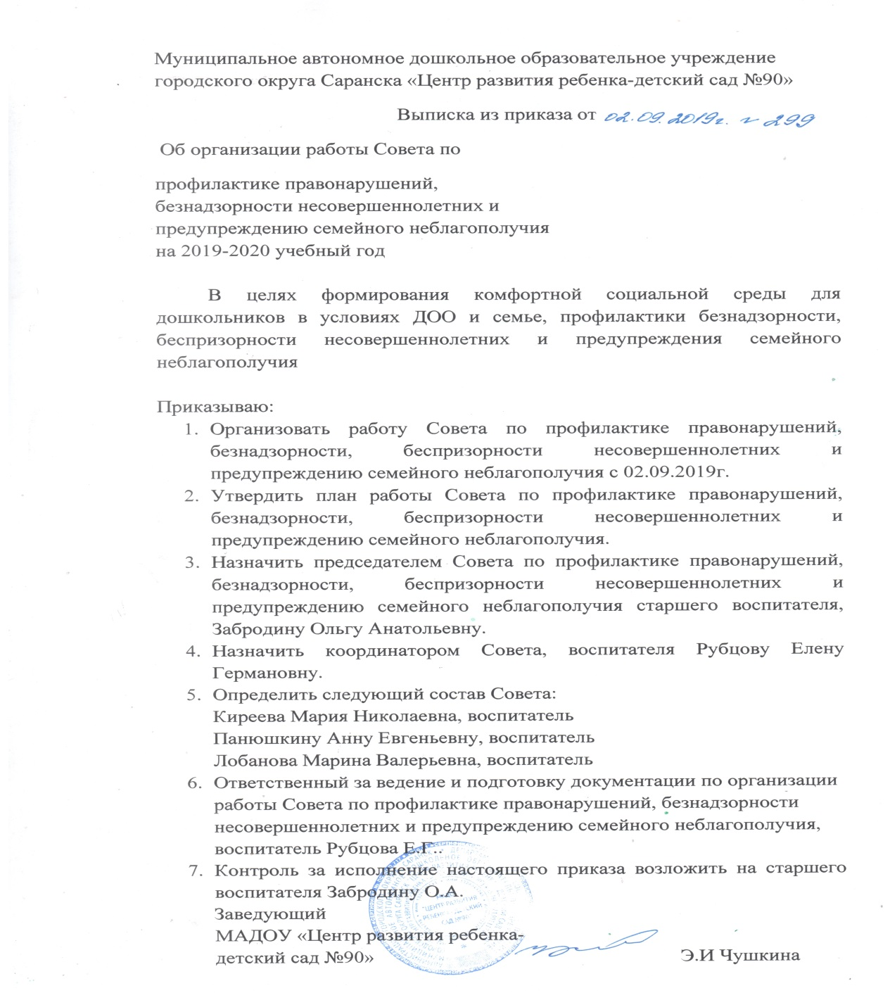 Муниципальное автономное дошкольное образовательное учреждение
городского округа Саранска «Центр развития ребенка-детский сад №90»
Выписка из приказа от 02.09.2019г. № 299
Об организации работы Совета по
профилактике правонарушений,
безнадзорности несовершеннолетних и
предупреждению семейного неблагополучия
на 2019-2020 учебный год
В целях формирования комфортной социальной среды для
дошкольников в условиях ДОО и семье, профилактики безнадзорности,
беспризорности несовершеннолетних и предупреждения семейного
неблагополучия
Приказываю:
1. Организовать работу Совета по профилактике правонарушений,
безнадзорности, беспризорности несовершеннолетних и
предупреждению семейного неблагополучия с 02.09.2019г.
2. Утвердить план работы Совета по профилактике правонарушений,
безнадзорности, беспризорности несовершеннолетних и
предупреждению семейного неблагополучия.
3. Назначить председателем Совета по профилактике правонарушений,
безнадзорности, беспризорности несовершеннолетних и
предупреждению семейного неблагополучия старшего воспитателя,
Забродину Ольгу Анатольевну.
4. Назначить координатором Совета, воспитателя Рубцову Елену
Германовну.
5. Определить следующий состав Совета:
Киреева Мария Николаевна, воспитатель
Панюшкину Анну Евгеньевну, воспитатель
Лобанова Марина Валерьевна, воспитатель
6. Ответственный за ведение и подготовку документации по организации
работы Совета по профилактике правонарушений, безнадзорности
несовершеннолетних и предупреждению семейного неблагополучия,
воспитатель Рубцова Е.Г..
7. Контроль за исполнение настоящего приказа возложить на старшего
воспитателя Забродину О.А.
Заведующий
МАДОУ «Центр развития ребенка-
детский сад №90»
Э.И Чушкина
"ЦЕНТР РАЗВИТИЯ